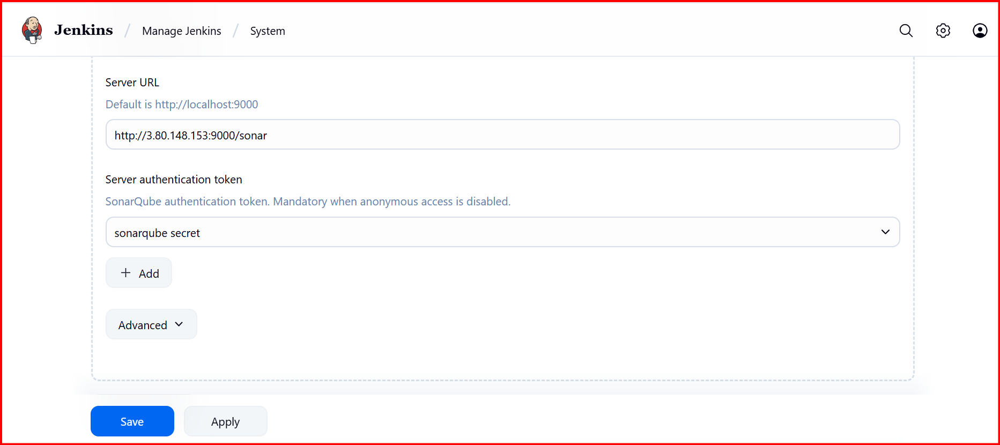 Jenkins / Manage Jenkins / System
Server URL
Default is http://localhost:9000
http://3.80.148.153:9000/sonar
Server authentication token
SonarQube authentication token. Mandatory when anonymous access is disabled.
sonarqube secret
+ Add
Advanced
Save Apply